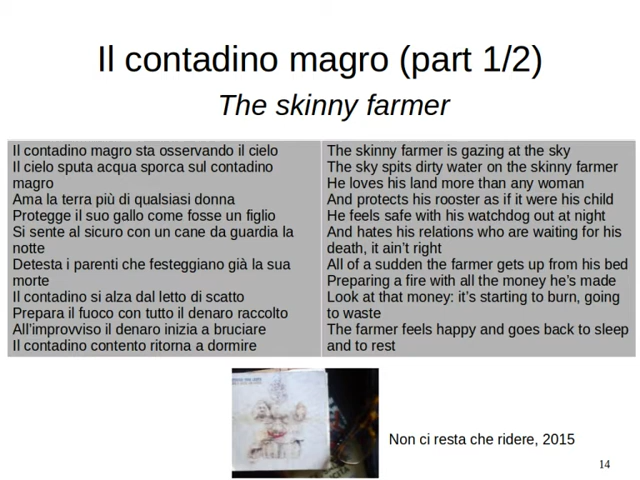 Il contadino magro (part 1/2)
The skinny farmer
Il contadino magro sta osservando il cielo
Il cielo sputa acqua sporca sul contadino
magro
Ama la terra più di qualsiasi donna
Protegge il suo gallo come fosse un figlio
Si sente al sicuro con un cane da guardia la
notte
Detesta i parenti che festeggiano già la sua
morte
Il contadino si alza dal letto di scatto
Prepara il fuoco con tutto il denaro raccolto
All'improvviso il denaro inizia a bruciare
Il contadino contento ritorna a dormire
The skinny farmer is gazing at the sky
The sky spits dirty water on the skinny farmer
He loves his land more than any woman
And protects his rooster as if it were his child
He feels safe with his watchdog out at night
And hates his relations who are waiting for his
death, it ain't right
All of a sudden the farmer gets up from his bed
Preparing a fire with all the money he's made
Look at that money: it's starting to burn, going
to waste
The farmer feels happy and goes back to sleep
and to rest
Non ci resta che ridere, 2015
14